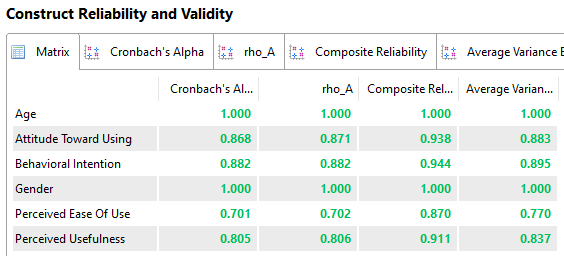 Construct Reliability and Validity
Matrix Cronbach's Alpha rho_A Composite Reliability Average Variance E
Cronbach's Al... rho_A Composite Rel... Average Varian...
Age 1.000 1.000 1.000 1.000
Attitude Toward Using 0.868 0.871 0.938 0.883
Behavioral Intention 0.882 0.882 0.944 0.895
Gender 1.000 1.000 1.000 1.000
Perceived Ease Of Use 0.701 0.702 0.870 0.770
Perceived Usefulness 0.805 0.806 0.911 0.837